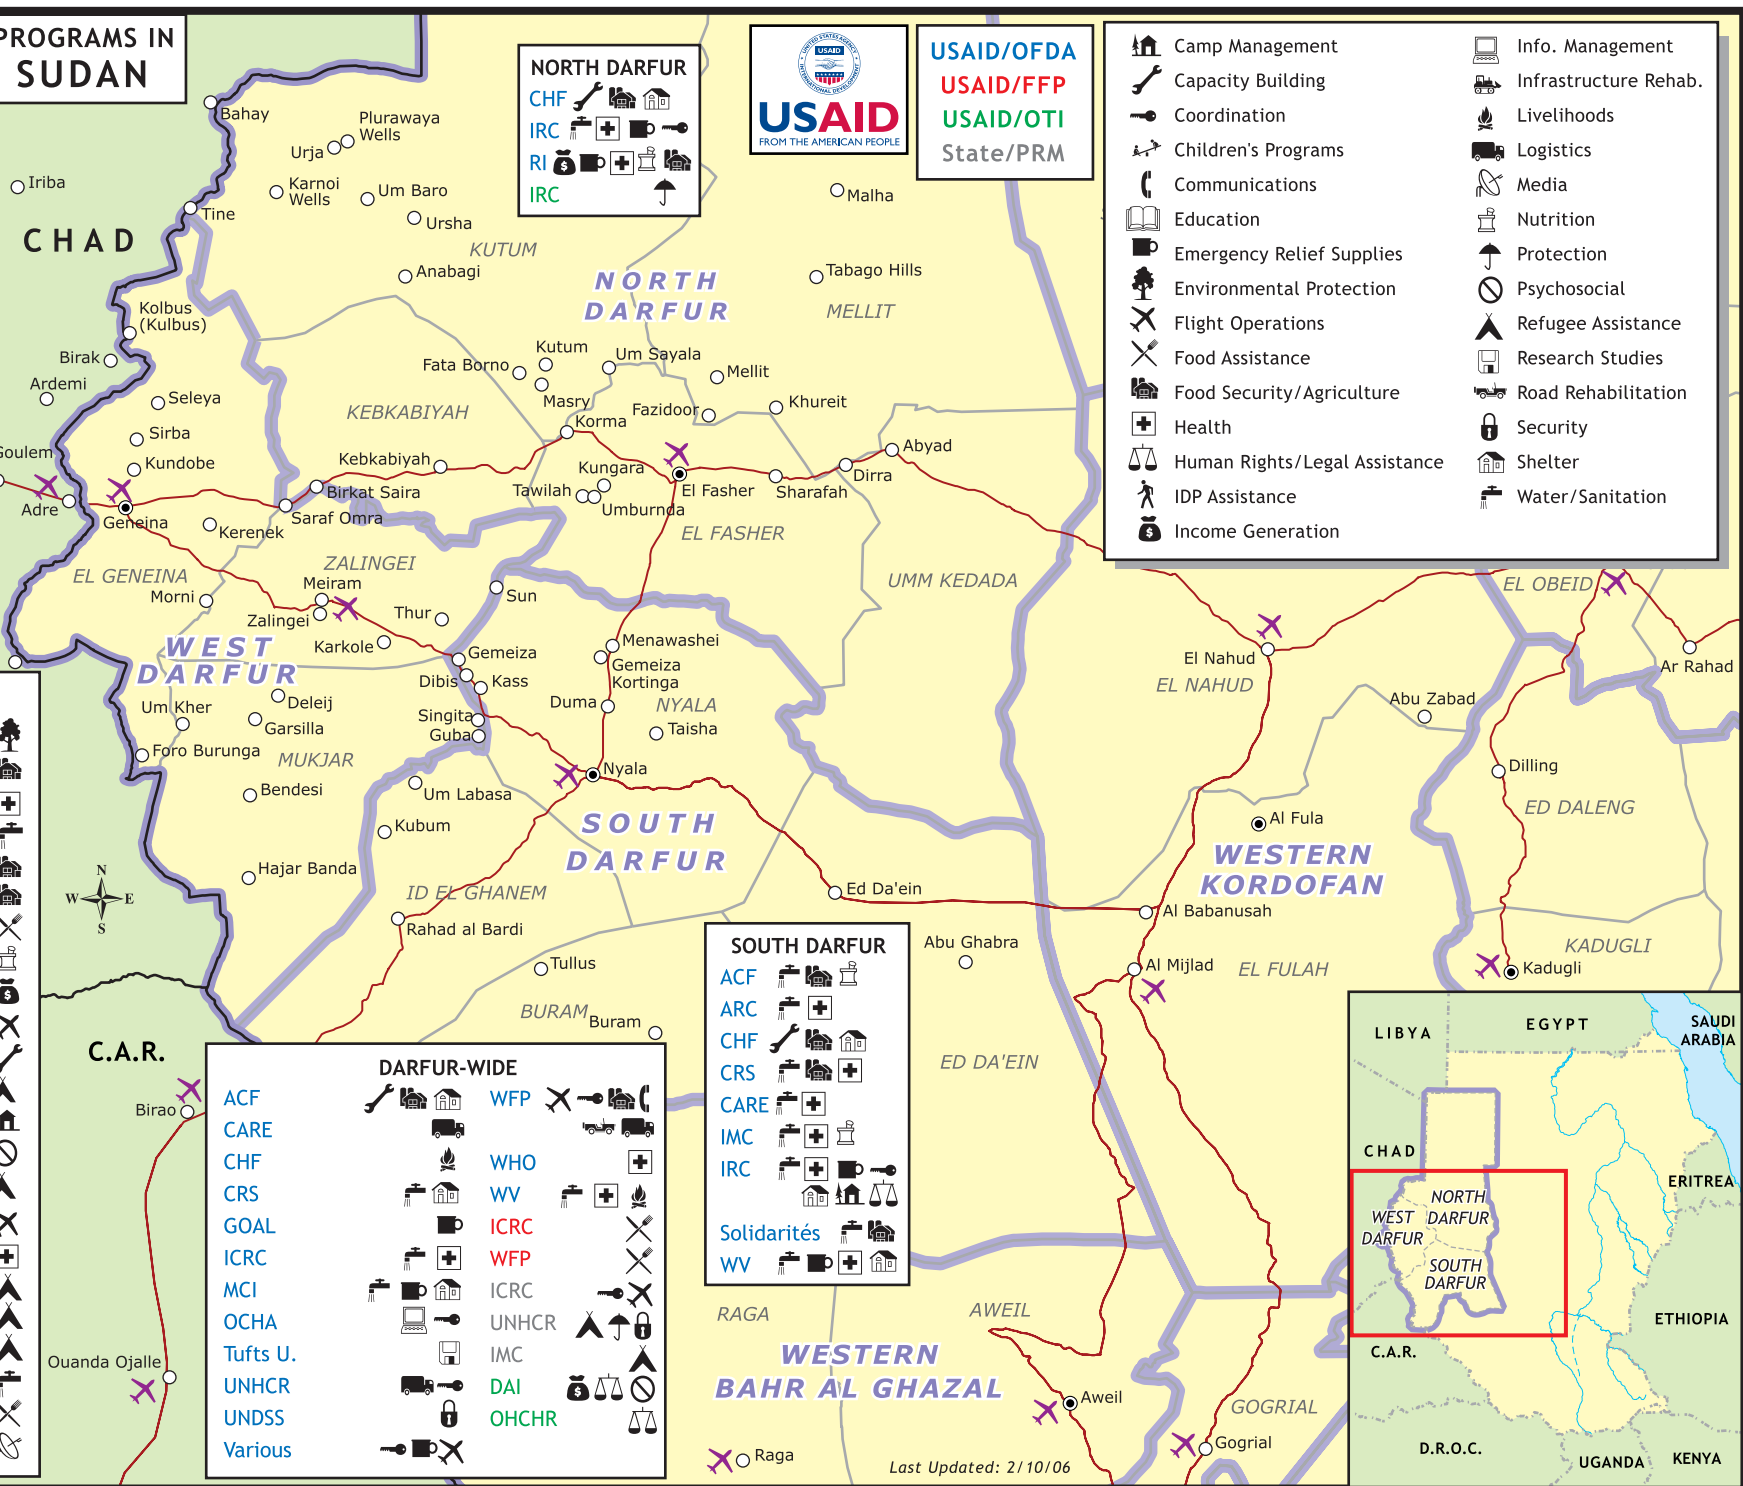 PROGRAMS IN
SUDAN
NORTH DARFUR
CHF
IRC
RI
IRC
UNITED STATES AGENCY
INTERNATIONAL DEVELOPMENT
USAID
USAID
FROM THE AMERICAN PEOPLE
USAID/OFDA
USAID/FFP
USAID/OTI
State/PRM
Camp Management
Capacity Building
Coordination
Children's Programs
Communications
Education
Emergency Relief Supplies
Environmental Protection
Flight Operations
Food Assistance
Food Security/Agriculture
Health
Human Rights/Legal Assistance
IDP Assistance
Income Generation
Info. Management
Infrastructure Rehab.
Livelihoods
Logistics
Media
Nutrition
Protection
Psychosocial
Refugee Assistance
Research Studies
Road Rehabilitation
Security
Shelter
Water/Sanitation
Bahay
Plurawaya
Wells
Urja
Iriba
Karnoi
Wells
Um Baro
Tine
Ursha
CHAD
KUTUM
Anabagi
Malha
NORTH
DARFUR
Tabago Hills
MELLIT
Kolbus
(Kulbus)
Birak
Ardemi
Seleya
Fata Borno
Kutum
Um Sayala
Mellit
Masry
Fazidoor
Khureit
KEBKABIYAH
Korma
Sirba
Goulem
Kundobe
Kebkabiyah
Kungara
Abyad
Dirra
Adre
Geneina
Birkat Saira
Tawilah
El Fasher
Sharafah
Saraf Omra
Umburnda
Kerenek
EL FASHER
ZALINGEI
EL GENEINA
Meiram
Morni
Sun
UMM KEDADA
EL OBEID
Zalingei
Thur
Karkole
WEST
DARFUR
Gemeiza
Menawashei
Gemeiza
Kortinga
El Nahud
Ar Rahad
Dibis
Kass
EL NAHUD
Deleij
Um Kher
Duma
NYALA
Abu Zabad
Singita
Guba
Taisha
Garsilla
Foro Burunga
MUKJAR
Nyala
Dilling
Bendesi
Um Labasa
ED DALENG
Kubum
SOUTH
DARFUR
Al Fula
WESTERN
KORDOFAN
Hajar Banda
ID EL GHANEM
Ed Da'ein
N
W E
S
Rahad al Bardi
Al Babanusah
Abu Ghabra
KADUGLI
Tullus
Al Mijlad
EL FULAH
Kadugli
BURAM
Buram
C.A.R.
ED DA'EIN
Birao
Ouanda Ojalle
SOUTH DARFUR
ACF
ARC
CHF
CRS
CARE
IMC
IRC
Solidarités
WV
DARFUR-WIDE
ACF
CARE
CHF
CRS
GOAL
ICRC
MCI
OCHA
Tufts U.
UNHCR
UNDSS
Various
WFP
WHO
WV
ICRC
WFP
ICRC
UNHCR
IMC
DAI
OHCHR
RAGA
AWEIL
WESTERN
BAHR AL GHAZAL
Aweil
GOGRIAL
Raga
Gogrial
Last Updated: 2/10/06
LIBYA
EGYPT
SAUDI
ARABIA
CHAD
ERITREA
NORTH
DARFUR
WEST
DARFUR
SOUTH
DARFUR
ETHIOPIA
C.A.R.
D.R.O.C.
UGANDA
KENYA